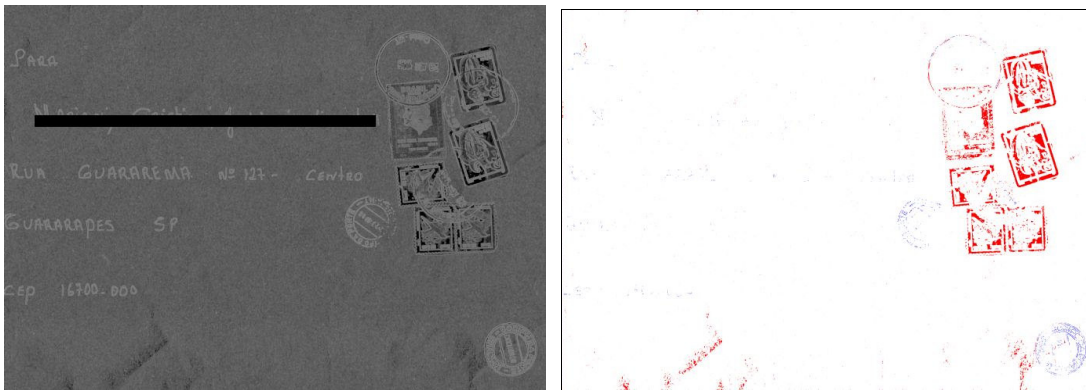 PARA
RUA GUARAREMA Nº 127- CENTRO
GUARARAPES SP
CEP 16700-000